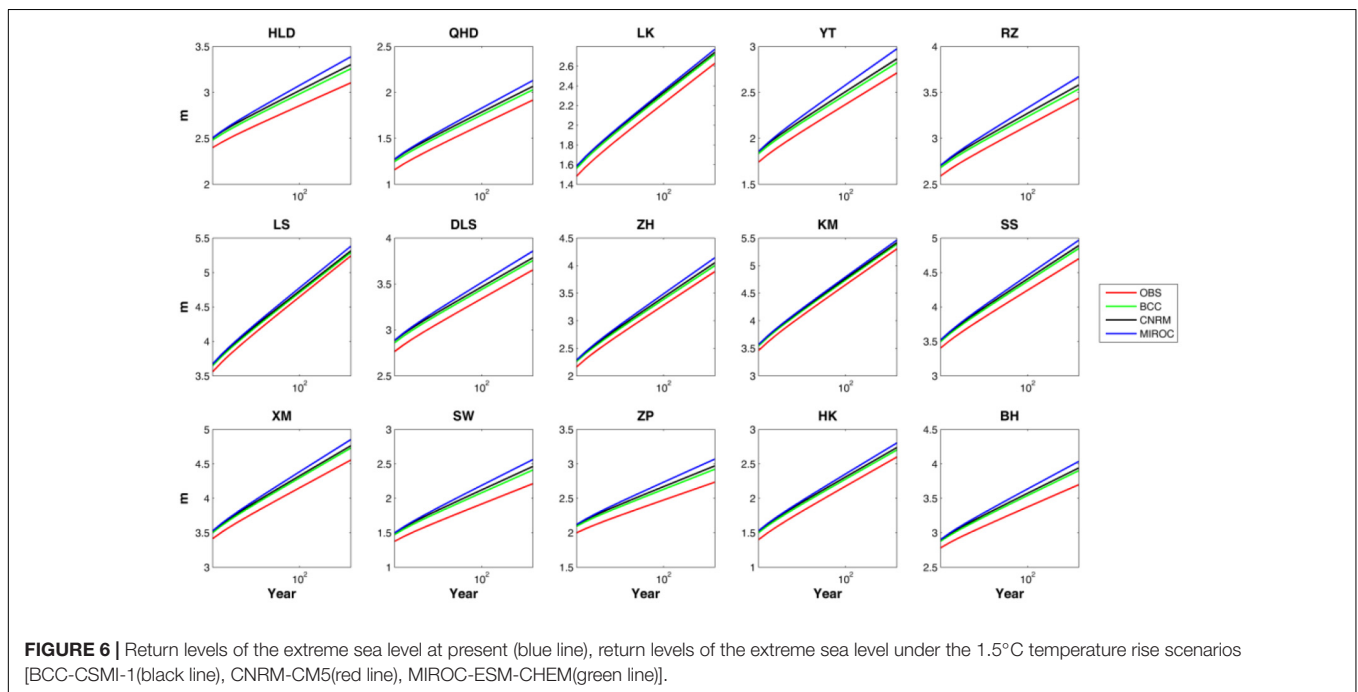 HLD QHD LK YT RZ
3.5 2.5 2.6 3 4
3 2 2.4 2.5 3.5
m 2.2
2.5 1.5 2 2 3
1.8
2 1 1.6 1.5 2.5
1.4
10² 10² 10² 10² 10²
LS DLS ZH KM SS
5.5 4 4.5 5.5 5
5 3.5 4 5 4.5
4.5 3 3.5 4.5 4
4 2.5 3 4 3.5
3.5 2.5 3.5 3
2 3
10² 10² 10² 10² 10²
OBS
BCC
CNRM
MIROC
XM SW ZP HK BH
5 3 3.5 3 4.5
4.5 2.5 3 2.5 4
m 4 2 2.5 2 3.5
3.5 1.5 2 1.5 3
3 1 1.5 1 2.5
10² 10² 10² 10² 10²
Year Year Year Year Year
FIGURE 6 | Return levels of the extreme sea level at present (blue line), return levels of the extreme sea level under the 1.5°C temperature rise scenarios
[BCC-CSMI-1(black line), CNRM-CM5(red line), MIROC-ESM-CHEM(green line)].